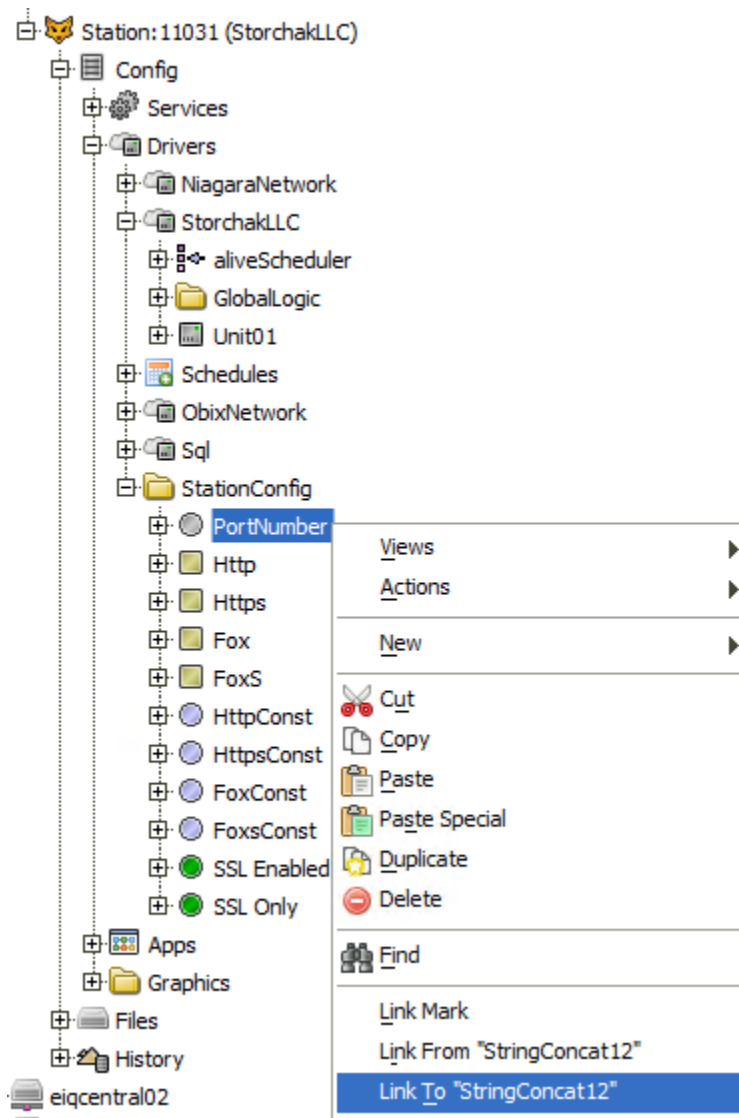 Station:11031 (StorchakLLC)
Config
Services
Drivers
NiagaraNetwork
StorchakLLC
aliveScheduler
GlobalLogic
Unit01
Schedules
ObixNetwork
Sql
StationConfig
PortNumber
Http
Https
Fox
FoxS
HttpConst
HttpsConst
FoxConst
FoxsConst
SSL Enabled
SSL Only
Apps
Graphics
Files
History
eiqcentral02
Views
Actions
New
Cut
Copy
Paste
Paste Special
Duplicate
Delete
Find
Link Mark
Link From "StringConcat12"
Link To "StringConcat12"